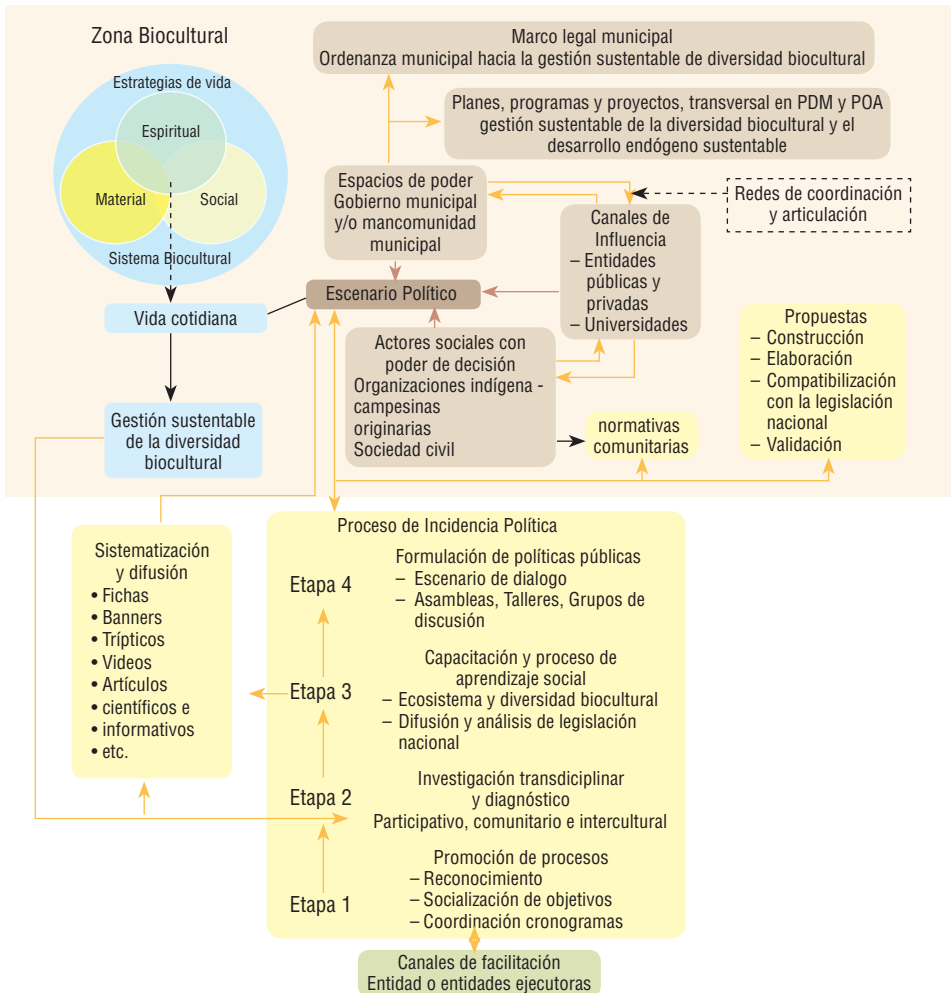 Zona Biocultural
Estrategias de vida
Espiritual
Material
Social
Sistema Biocultural
Vida cotidiana
Gestión sustentable
de la diversidad
biocultural
Marco legal municipal
Ordenanza municipal hacia la gestión sustentable de diversidad biocultural
Planes, programas y proyectos, transversal en PDM y POA
gestión sustentable de la diversidad biocultural y el
desarrollo endógeno sustentable
Espacios de poder
Gobierno municipal
y/o mancomunidad
municipal
Redes de coordinación
y articulación
Canales de
Influencia
– Entidades
públicas y
privadas
– Universidades
Escenario Político
Actores sociales con
poder de decisión
Organizaciones indígena -
campesinas
originarias
Sociedad civil
normativas
comunitarias
Propuestas
– Construcción
– Elaboración
– Compatibilización
con la legislación
nacional
– Validación
Sistematización
y difusión
• Fichas
• Banners
• Trípticos
• Videos
• Artículos
• científicos e
• informativos
• etc.
Proceso de Incidencia Política
Etapa 4
Formulación de políticas públicas
– Escenario de dialogo
– Asambleas, Talleres, Grupos de
discusión
Etapa 3
Capacitación y proceso de
aprendizaje social
– Ecosistema y diversidad biocultural
– Difusión y análisis de legislación
nacional
Etapa 2
Investigación transdiciplinar
y diagnóstico
Participativo, comunitario e intercultural
Etapa 1
Promoción de procesos
– Reconocimiento
– Socialización de objetivos
– Coordinación cronogramas
Canales de facilitación
Entidad o entidades ejecutoras